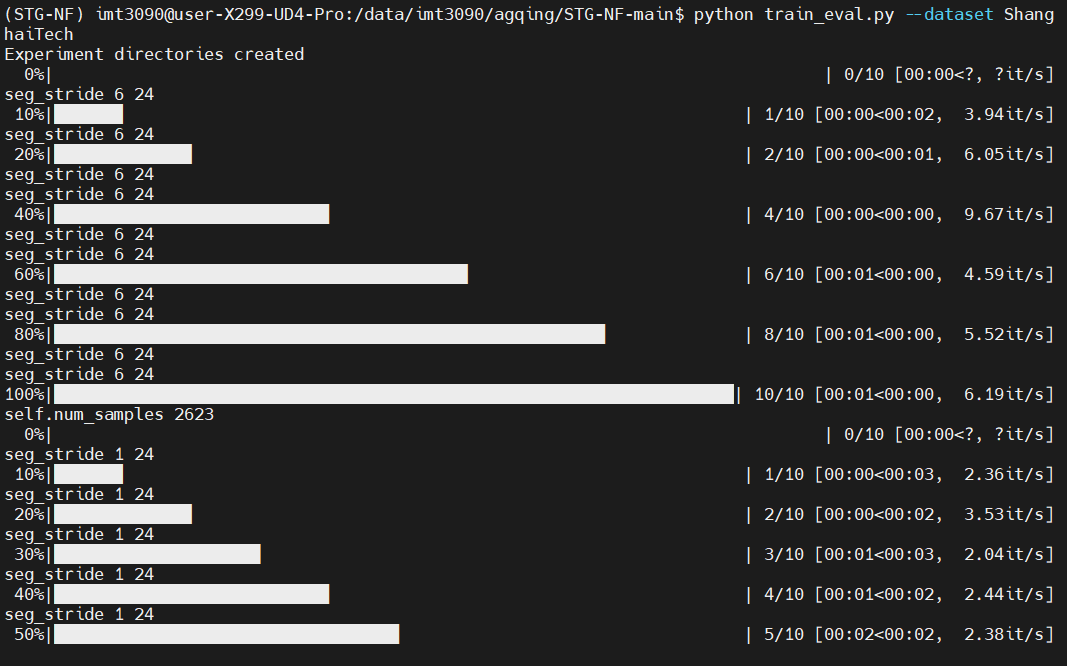 (STG-NF) imt3090@user-X299-UD4-Pro:/data/imt3090/agqing/STG-NF-main$ python train_eval.py --dataset Shang
haiTech
Experiment directories created
0%| | 0/10 [00:00<?, ?it/s]
seg_stride 6 24
10%| | 1/10 [00:00<00:02, 3.94it/s]
seg_stride 6 24
20%| | 2/10 [00:00<00:01, 6.05it/s]
seg_stride 6 24
seg_stride 6 24
40%| | 4/10 [00:00<00:00, 9.67it/s]
seg_stride 6 24
seg_stride 6 24
60%| | 6/10 [00:01<00:00, 4.59it/s]
seg_stride 6 24
seg_stride 6 24
80%| | 8/10 [00:01<00:00, 5.52it/s]
seg_stride 6 24
seg_stride 6 24
100%| | 10/10 [00:01<00:00, 6.19it/s]
self.num_samples 2623
0%| | 0/10 [00:00<?, ?it/s]
seg_stride 1 24
10%| | 1/10 [00:00<00:03, 2.36it/s]
seg_stride 1 24
20%| | 2/10 [00:00<00:02, 3.53it/s]
seg_stride 1 24
30%| | 3/10 [00:01<00:03, 2.04it/s]
seg_stride 1 24
40%| | 4/10 [00:01<00:02, 2.44it/s]
seg_stride 1 24
50%| | 5/10 [00:02<00:02, 2.38it/s]